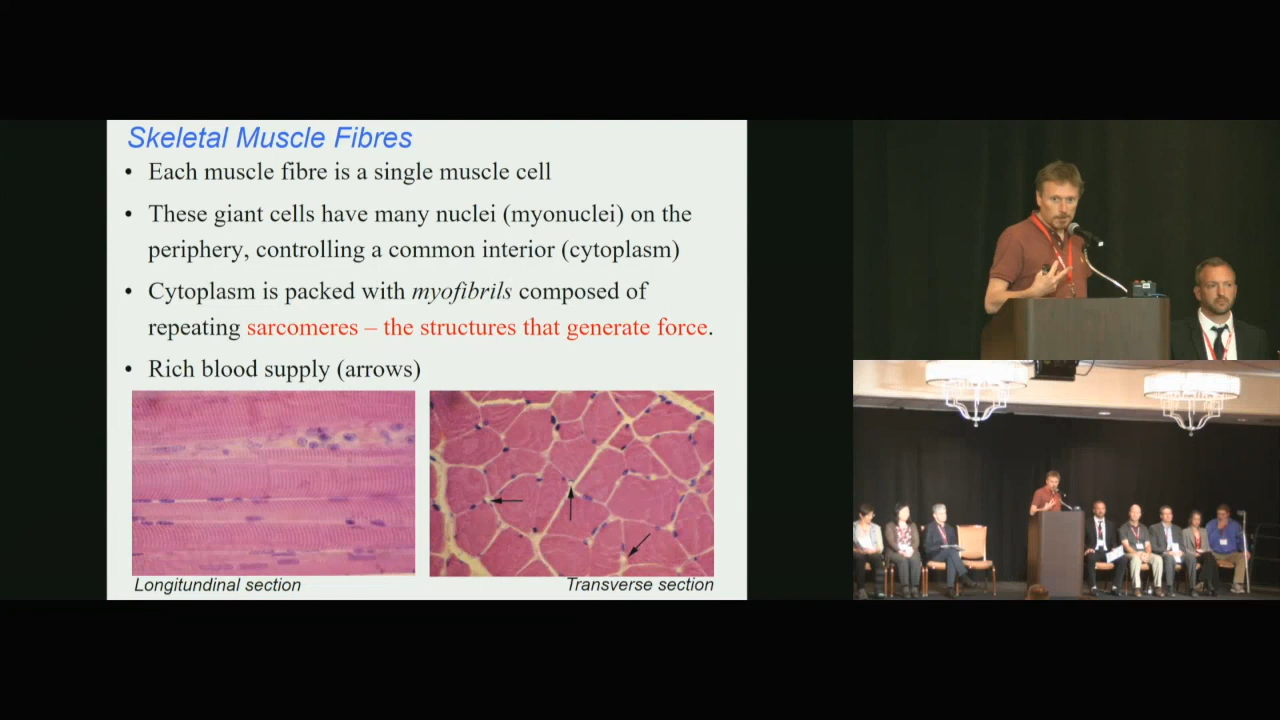 Skeletal Muscle Fibres
• Each muscle fibre is a single muscle cell
• These giant cells have many nuclei (myonuclei) on the
periphery, controlling a common interior (cytoplasm)
• Cytoplasm is packed with myofibrils composed of
repeating sarcomeres – the structures that generate force.
• Rich blood supply (arrows)
Longitundinal section
Transverse section